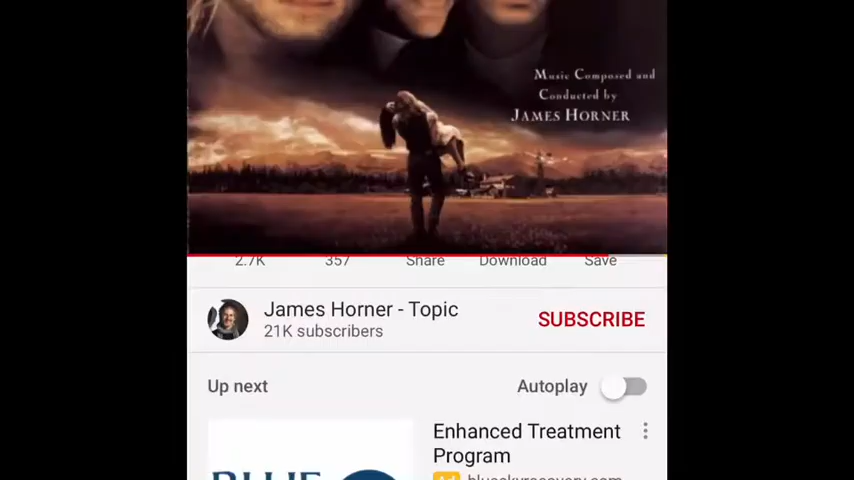 Music Composed and
Conducted by
JAMES HORNER
2.7K 357 Share Download Save
James Horner - Topic
21K subscribers
SUBSCRIBE
Up next
Autoplay
Enhanced Treatment
Program
BLUE